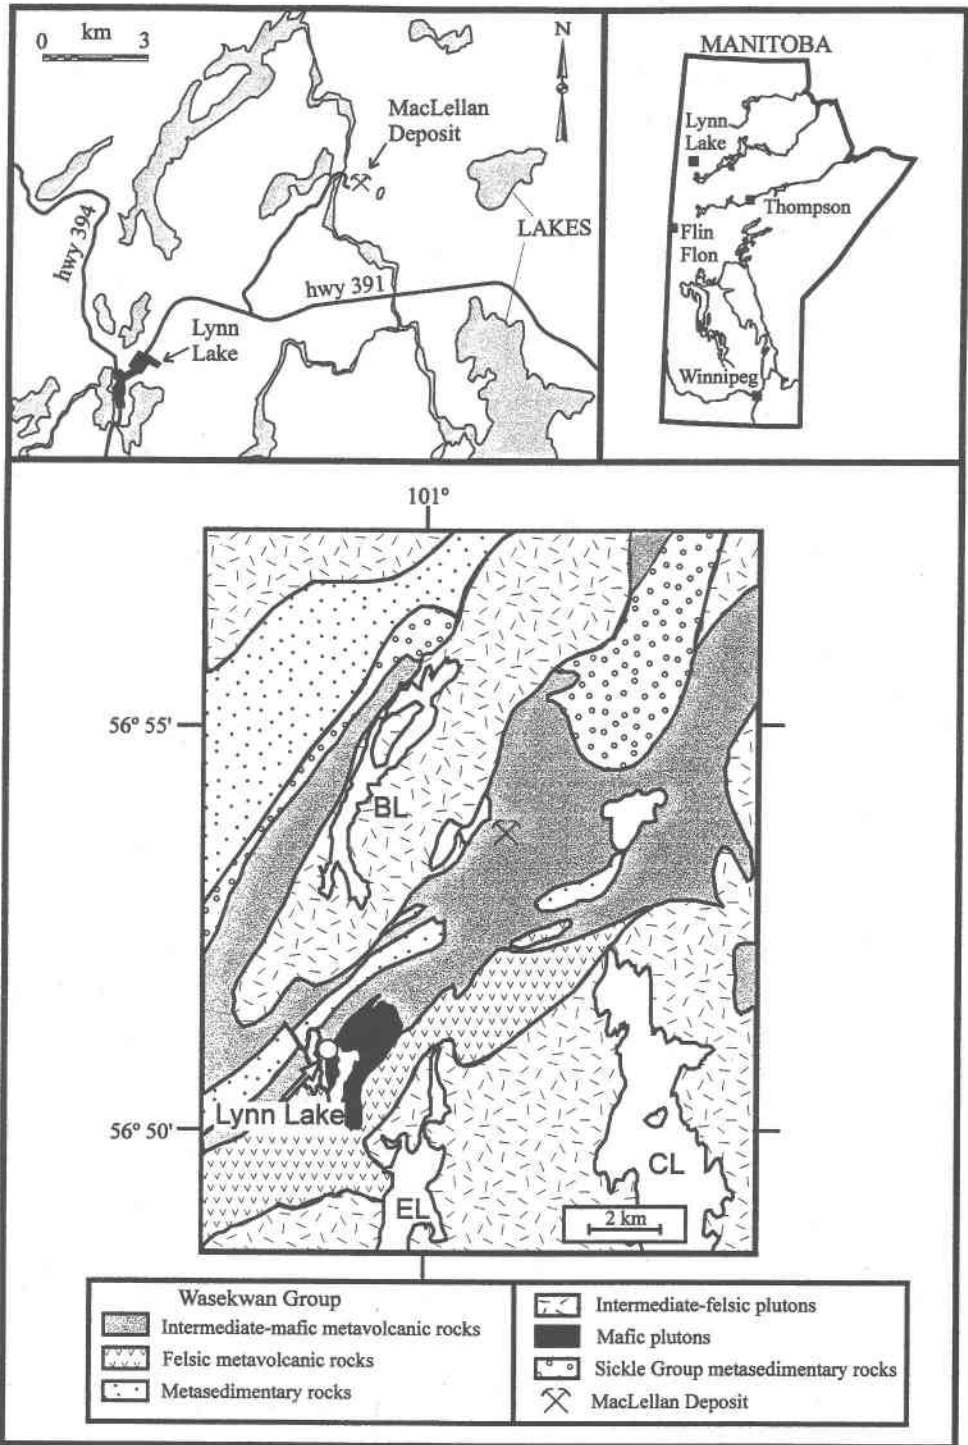 0 km 3
N
MacLellan
Deposit
LAKES
hwy 394
hwy 391
Lynn
Lake
MANITOBA
Lynn
Lake
Thompson
Flin
Flon
Winnipeg
101°
56° 55'
BL
Lynn Lake
56° 50'
CL
EL
2 km
Wasekwan Group
Intermediate-mafic metavolcanic rocks
Felsic metavolcanic rocks
Metasedimentary rocks
Intermediate-felsic plutons
Mafic plutons
Sickle Group metasedimentary rocks
MacLellan Deposit